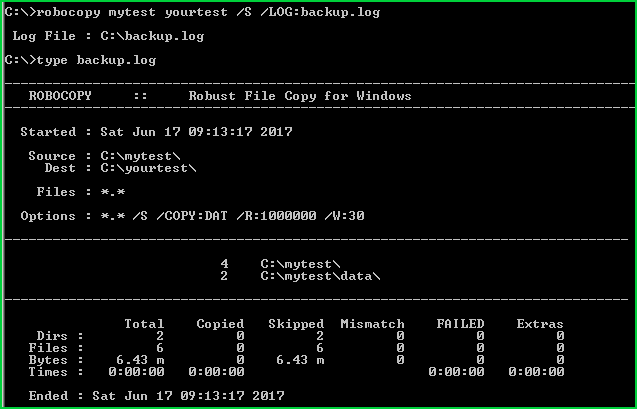 C:\>robocopy mytest yourtest /S /LOG:backup.log
Log File : C:\backup.log
C:\>type backup.log
-------------------------------------------------------------------------------
ROBOCOPY     ::     Robust File Copy for Windows
-------------------------------------------------------------------------------
Started : Sat Jun 17 09:13:17 2017
Source : C:\mytest\
Dest : C:\yourtest\
Files : *.*
Options : *.* /S /COPY:DAT /R:1000000 /W:30
------------------------------------------------------------------------------
4    C:\mytest\
2    C:\mytest\data\
------------------------------------------------------------------------------
Total    Copied   Skipped  Mismatch    FAILED    Extras
Dirs :         2         0         2         0         0         0
Files :         6         0         6         0         0         0
Bytes :    6.43 m         0    6.43 m         0         0         0
Times :   0:00:00   0:00:00                       0:00:00   0:00:00
Ended : Sat Jun 17 09:13:17 2017